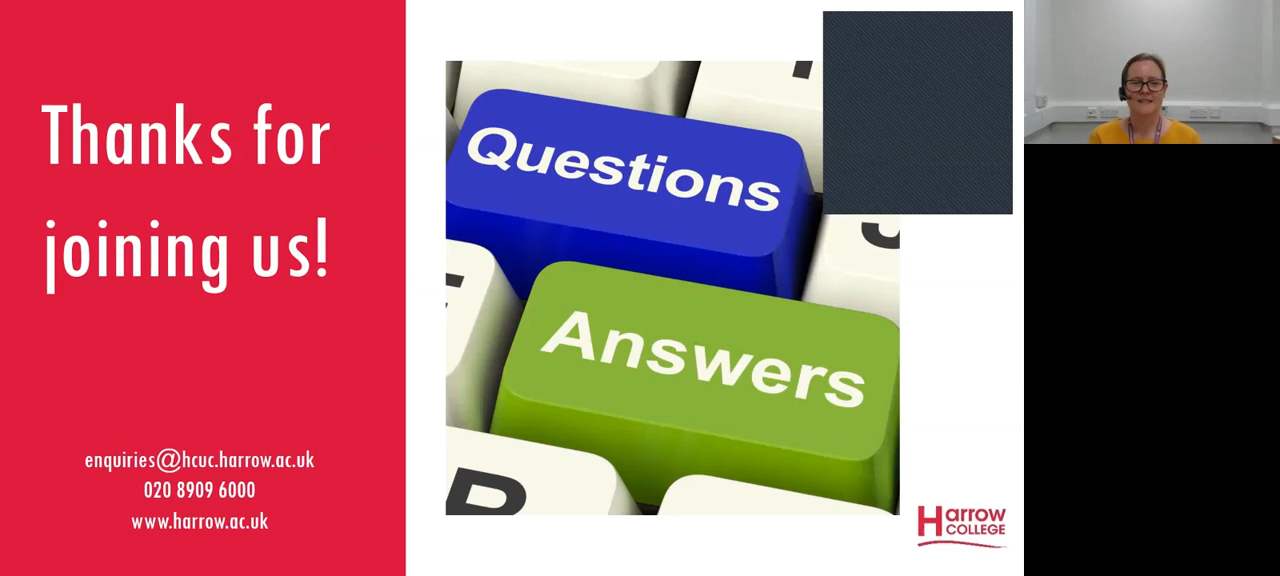 Thanks for
joining us!
enquiries@hcuc.harrow.ac.uk
020 8909 6000
www.harrow.ac.uk
Questions
Answers
Harrow
COLLEGE